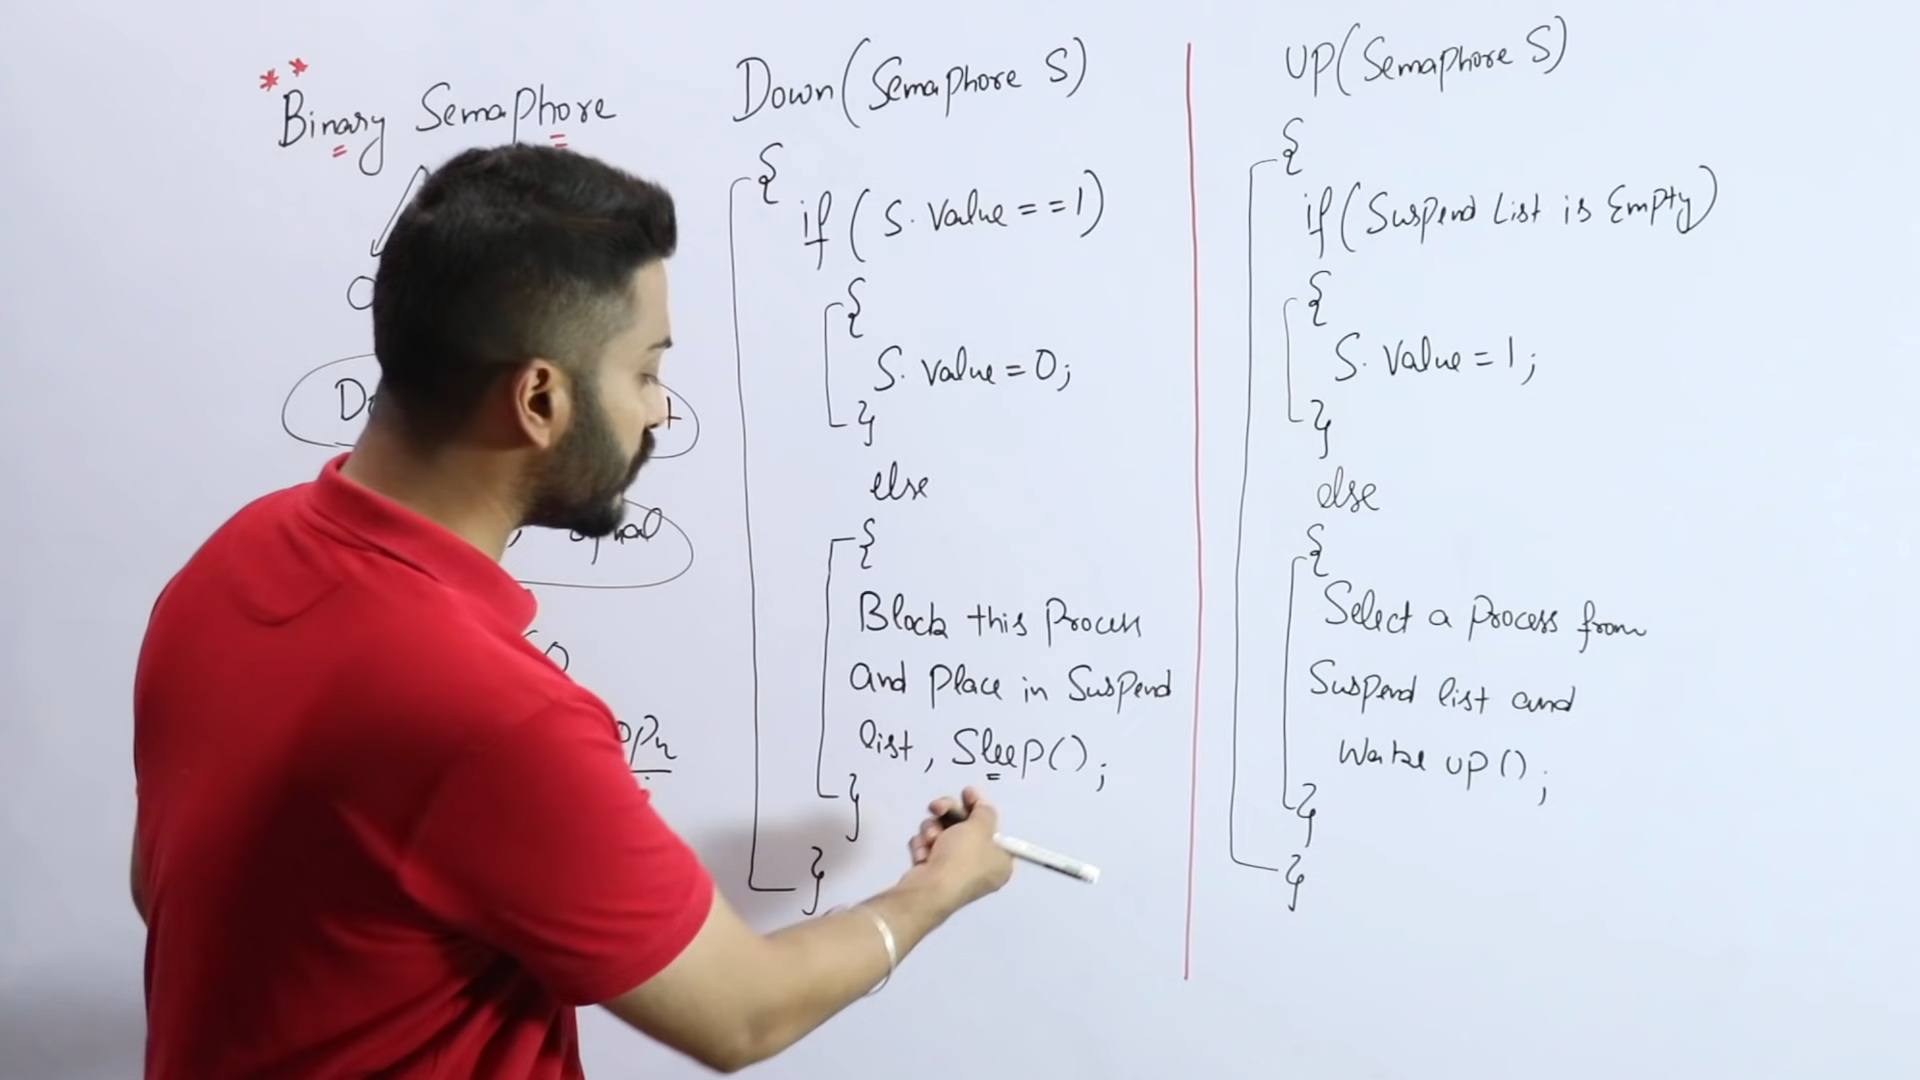 **
Binary Semaphore
Down(Semaphore S)
{
if (S. Value==1)
{
S. Value = 0;
}
else
{
Block this Process
and Place in Suspend
list, Sleep();
}
}
UP(Semaphore S)
{
if(Suspend List is Empty)
{
S. Value = 1;
}
else
{
Select a Process from
Suspend list and
Wake up();
}
}